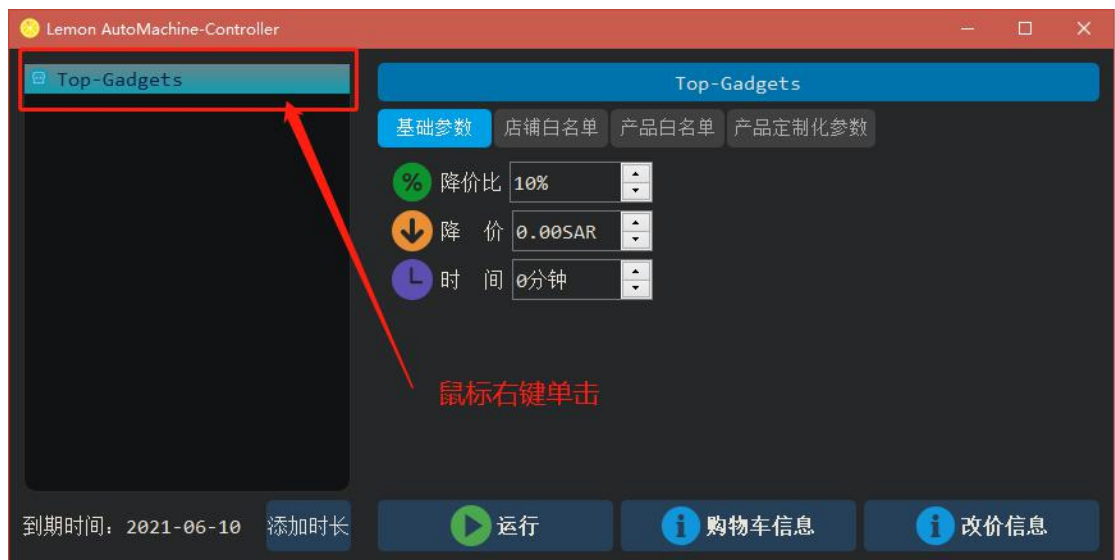 Lemon AutoMachine-Controller
Top-Gadgets
Top-Gadgets
基础参数 店铺白名单 产品白名单 产品定制化参数
降价比 10%
降 价 0.00SAR
时 间 0分钟
鼠标右键单击
到期时间: 2021-06-10 添加时长 运行 购物车信息 改价信息